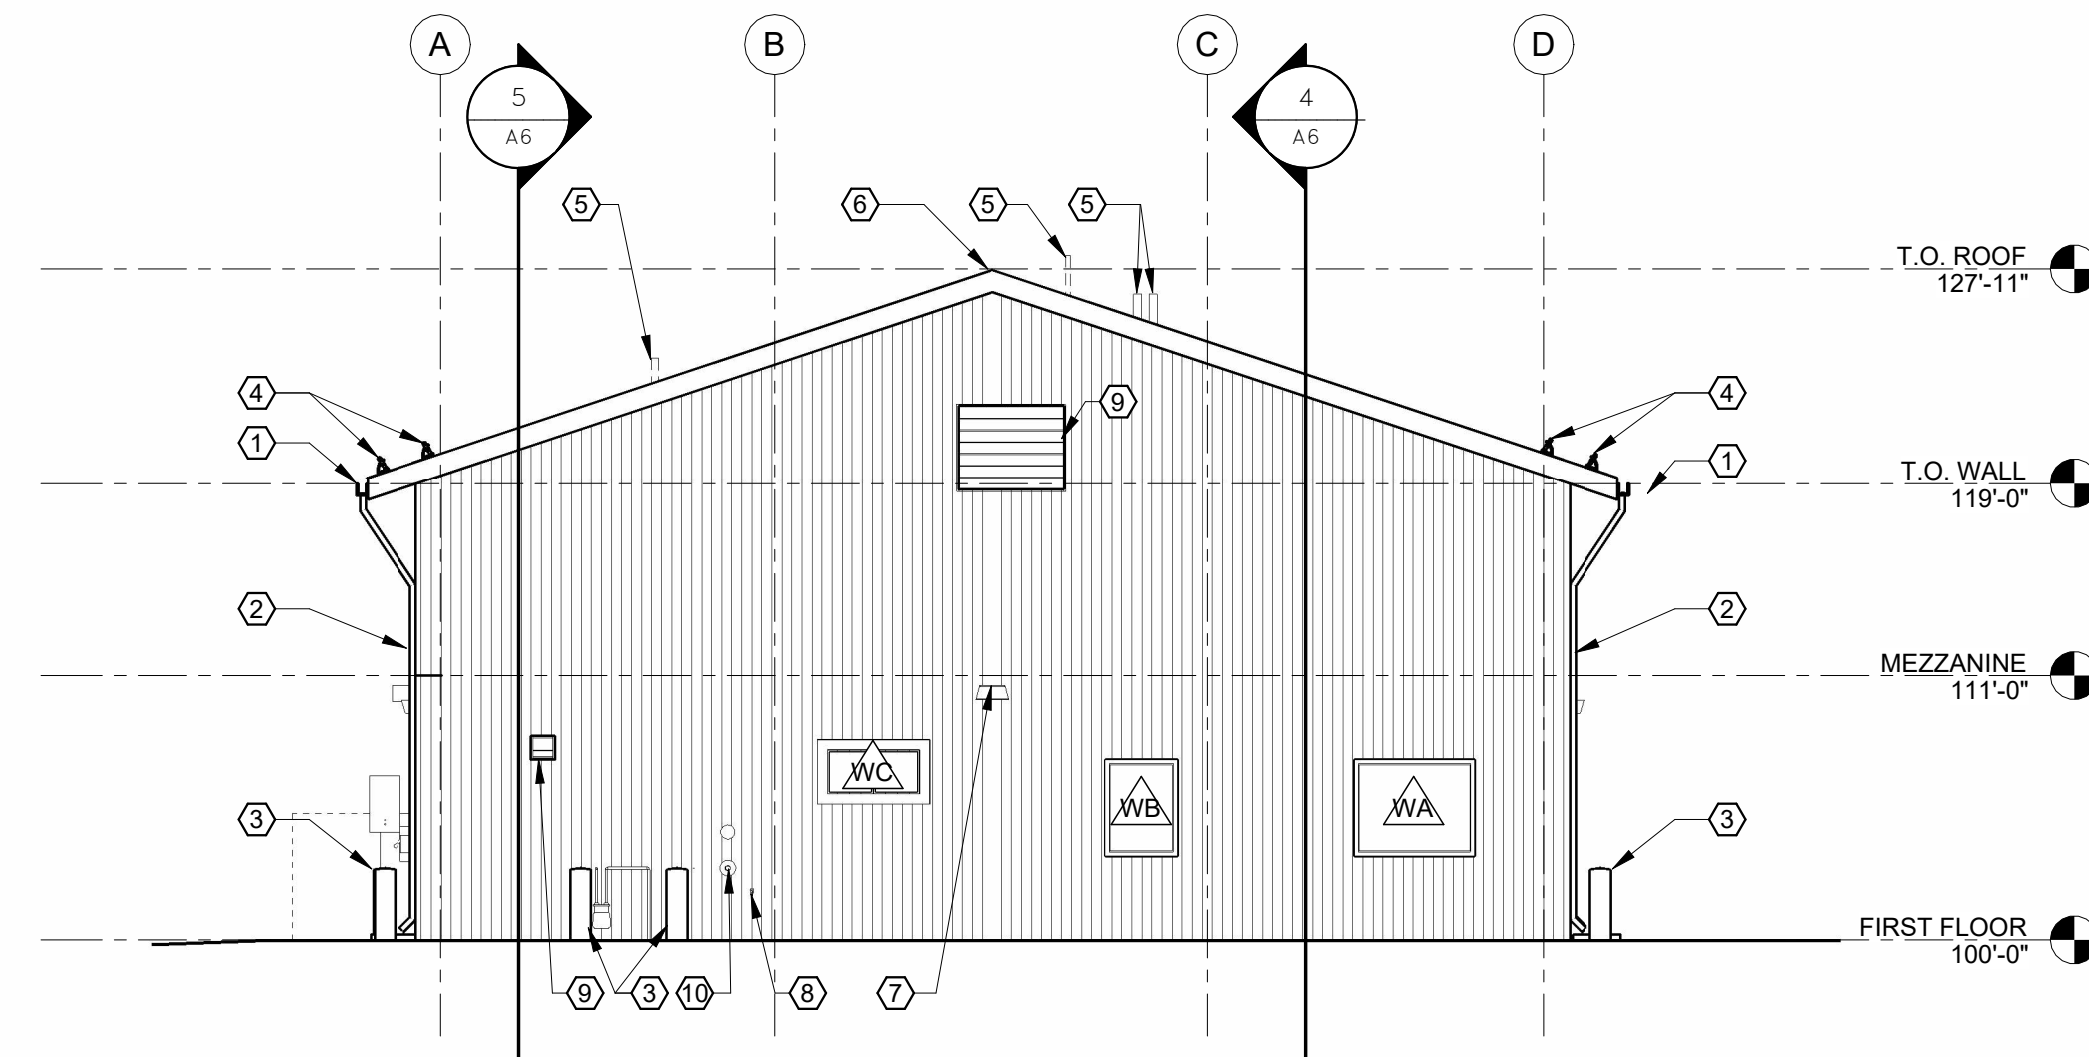 A
B
C
D
5
A6
4
A6
5
6
5
5
T.O. ROOF
127'-11"
4
9
4
1
1
T.O. WALL
119'-0"
2
2
MEZZANINE
111'-0"
WC
WB
WA
3
3
FIRST FLOOR
100'-0"
9
3
10
8
7